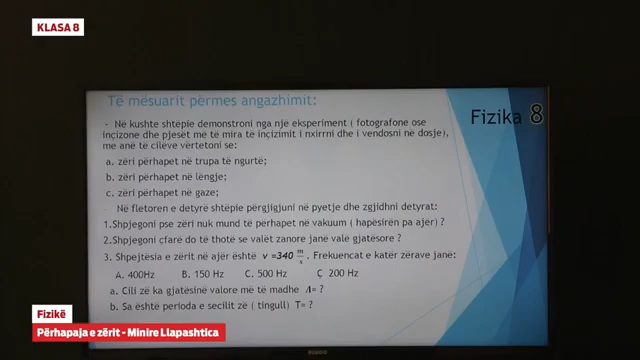 KLASA 8
Të mësuarit përmes angazhimit:
Fizika 8
- Në kushte shtëpie demonstroni nga një eksperiment ( fotografone ose
inçizone dhe pjesët më të mira të inçizimit i nxirrni dhe i vendosni në dosje),
me anë të cilëve vërtetoni se:
a. zëri përhapet në trupa të ngurtë;
b. zëri përhapet në lëngje;
c. zëri përhapet në gaze;
Në fletoren e detyrë shtëpie përgjigjuni në pyetje dhe zgjidhni detyrat:
1.Shpjegoni pse zëri nuk mund të përhapet në vakuum ( hapësirën pa ajër) ?
2.Shpjegoni çfarë do të thotë se valët zanore janë valë gjatësore ?
3. Shpejtësia e zërit në ajër është v =340 m/s . Frekuencat e katër zërave janë:
A. 400Hz B. 150 Hz C. 500 Hz Ç 200 Hz
a. Cili zë ka gjatësinë valore më të madhe Λ= ?
b. Sa është perioda e secilit zë ( tingull) T= ?
Fizikë
Përhapaja e zërit - Minire Llapashtica